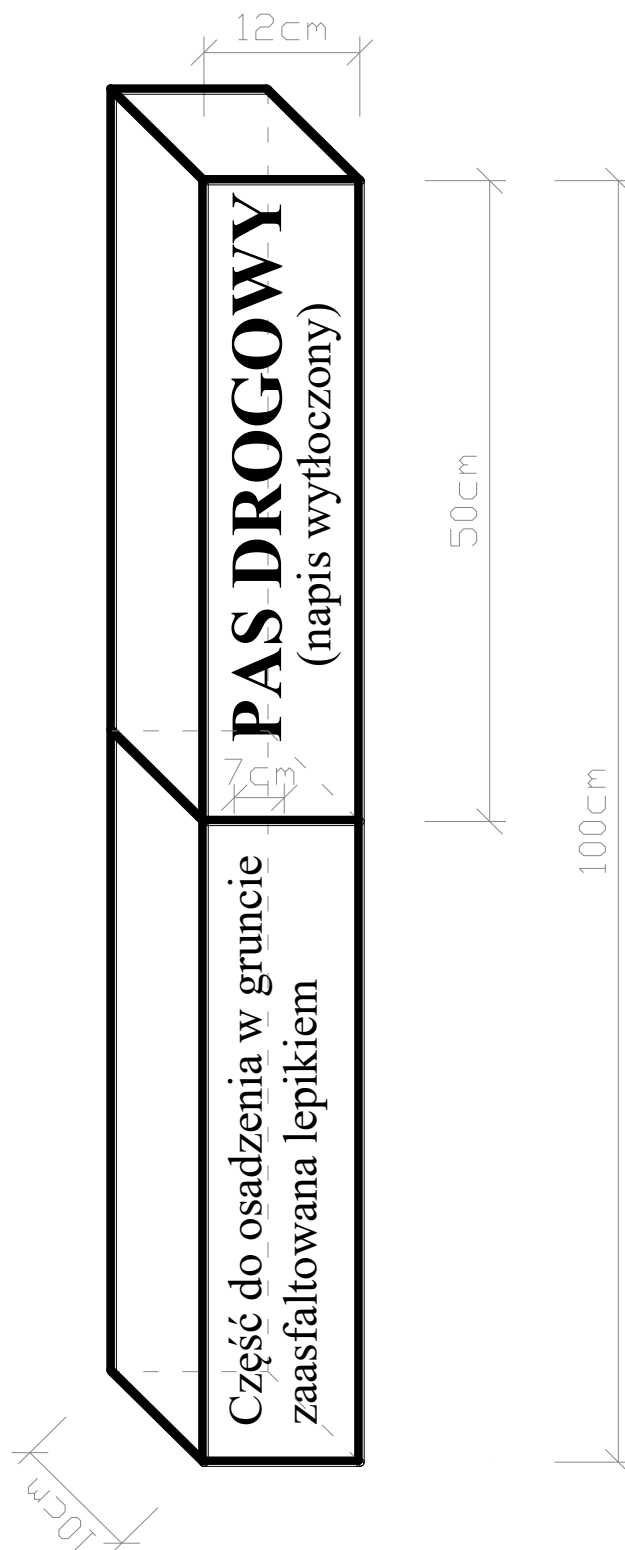 12cm
PAS DROGOWY
(napis wytłoczony)
50cm
7cm
100cm
Część do osadzenia w gruncie
zaasfaltowana lepikiem
10cm